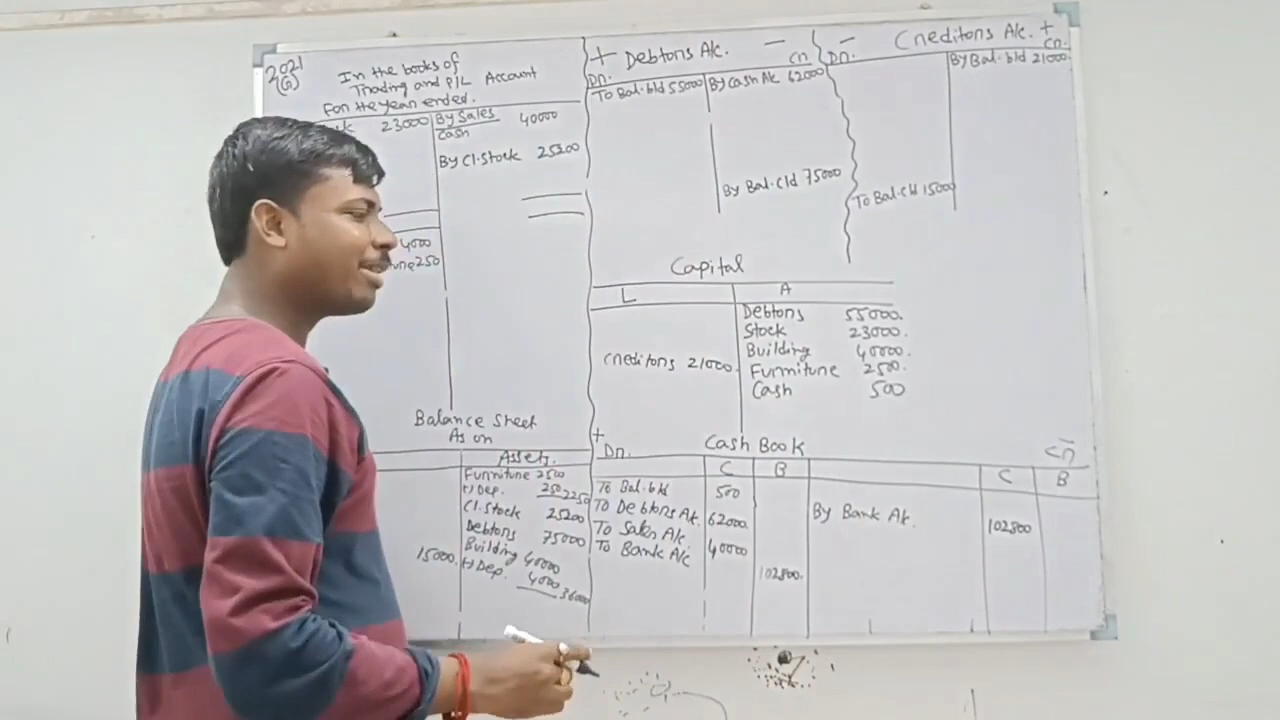 2021
(G)
In the books of
Trading and P/L Account
For the year ended.
23000 By Sales
Cash 40000
By Cl.Stock 25200
4000
250
+ Debtors A/c. -
Dr. Cr
To Bal.b/d 55000 By Cash A/c 62000
By Bal.c/d 75000
- Creditors A/c. +
Dr. Cr.
By Bal.b/d 21000
To Bal.c/d 15000
Capital
L A
Debtors 55000.
Stock 23000.
Creditors 21000. Building 40000.
Furniture 2500.
Cash 500
Balance Sheet
As on
Assets.
Furniture 2500
(-) Dep. 250 2250
Cl.Stock 25200
Debtors 75000
15000. Building 40000
(-) Dep. 4000 36000
+ Cash Book -
Dr. Cr
C B C B
To Bal.b/d 500
To Debtors A/c. 62000 By Bank A/c. 102800
To Sales A/c. 40000
To Bank A/c 102800.